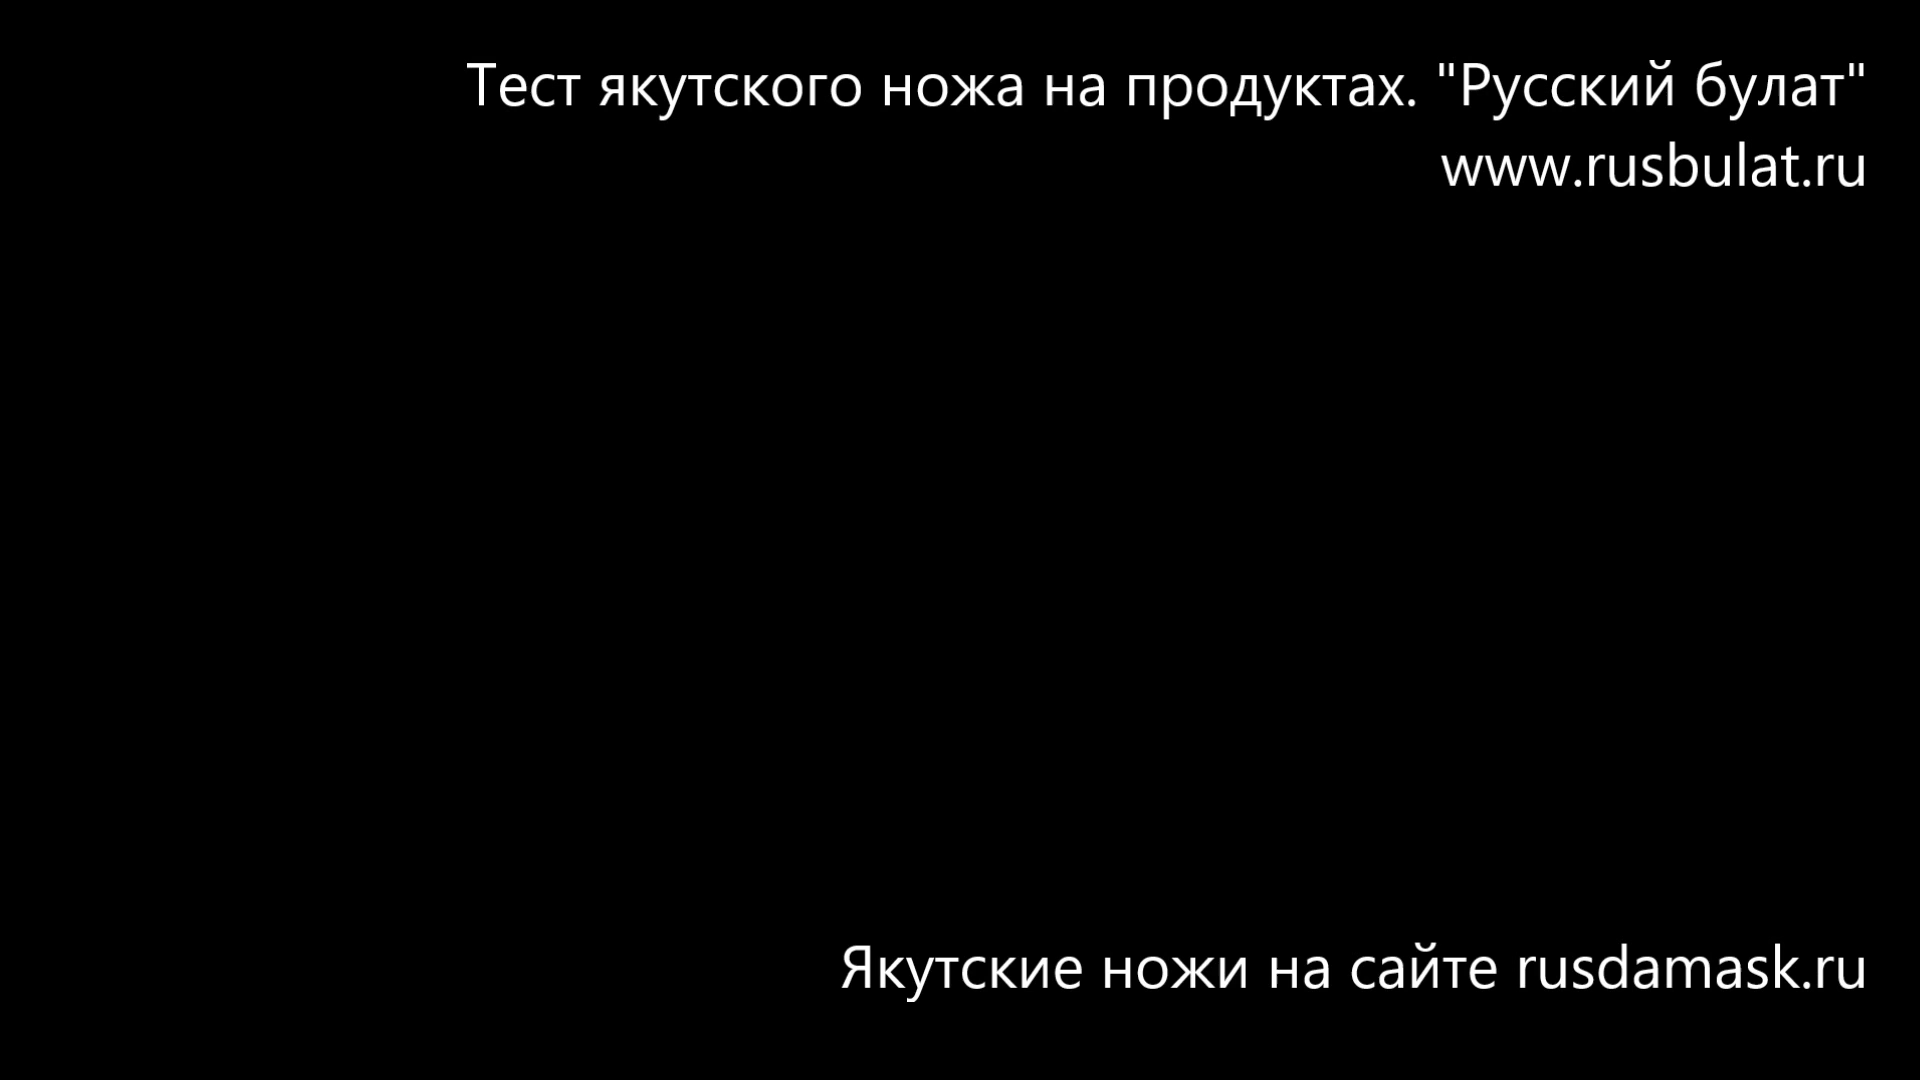 Тест якутского ножа на продуктах. "Русский булат"
www.rusbulat.ru
Якутские ножи на сайте rusdamask.ru